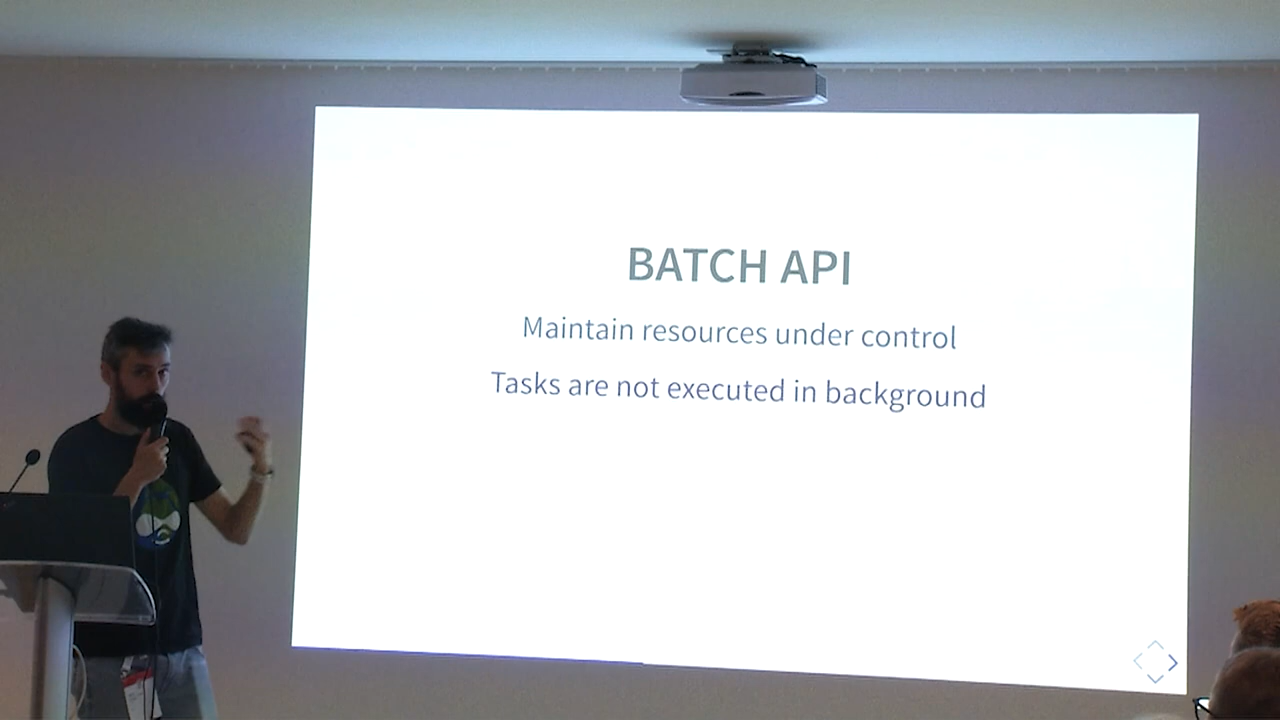 BATCH API
Maintain resources under control
Tasks are not executed in background